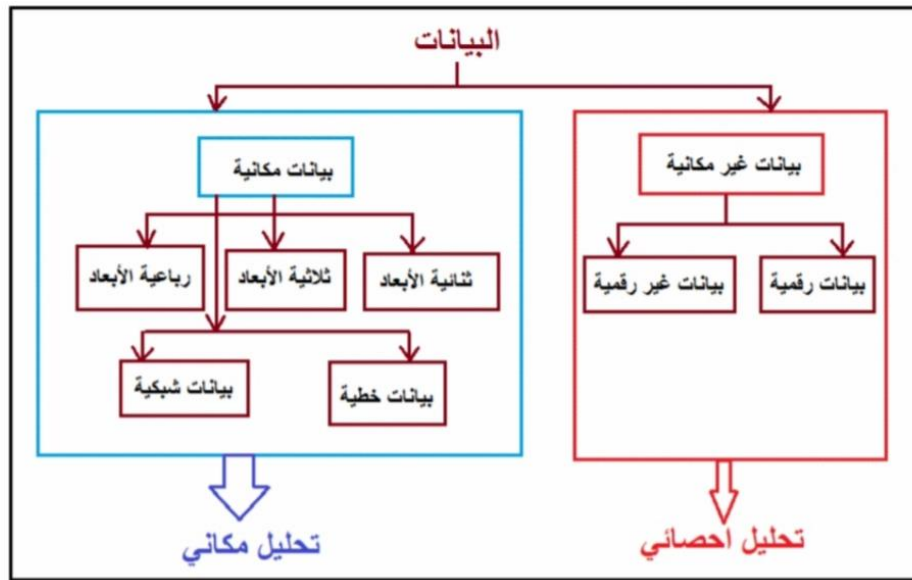 البيانات
بيانات غير مكانية
بيانات رقمية
بيانات غير رقمية
تحليل احصائي
بيانات مكانية
ثنائية الأبعاد
ثلاثية الأبعاد
رباعية الأبعاد
بيانات خطية
بيانات شبكية
تحليل مكاني